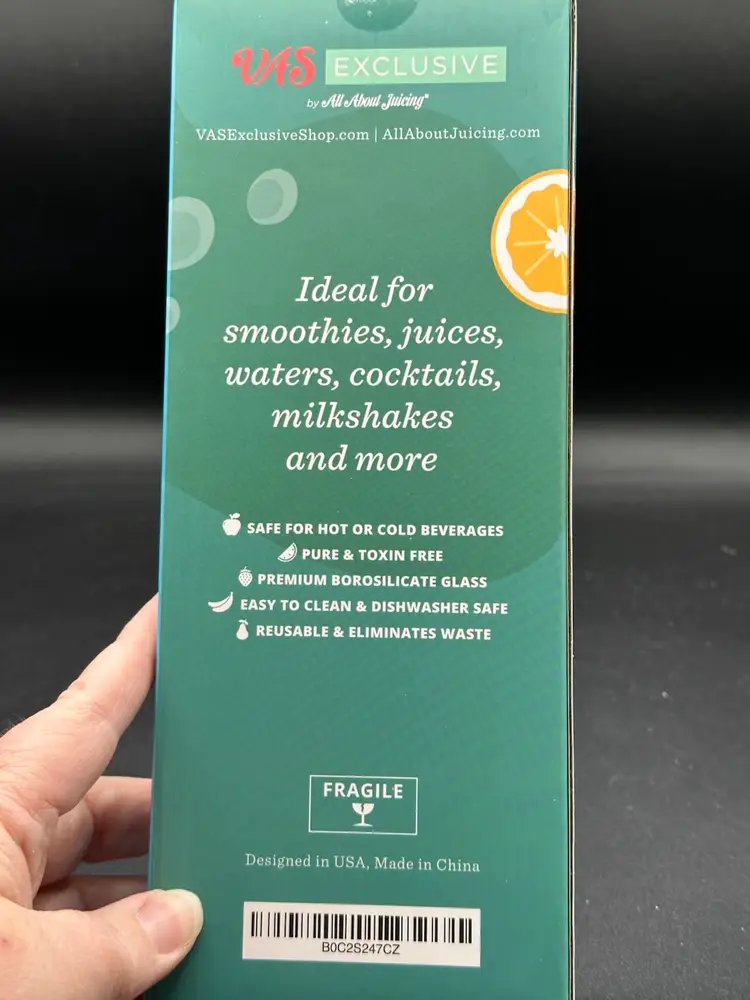 VAS EXCLUSIVE
by All About Juicing™
VASExclusiveShop.com | AllAboutJuicing.com
Ideal for
smoothies, juices,
waters, cocktails,
milkshakes
and more
SAFE FOR HOT OR COLD BEVERAGES
PURE & TOXIN FREE
PREMIUM BOROSILICATE GLASS
EASY TO CLEAN & DISHWASHER SAFE
REUSABLE & ELIMINATES WASTE
FRAGILE
Designed in USA, Made in China
B0C2S247CZ